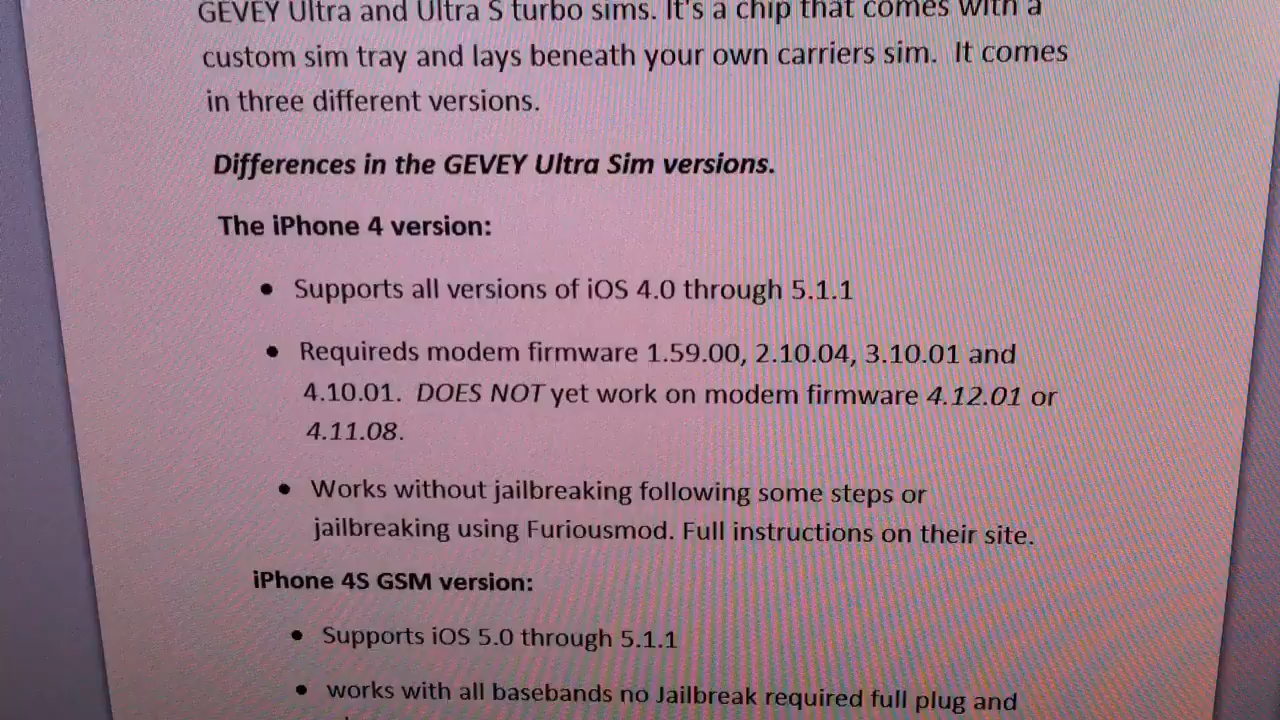 GEVEY Ultra and Ultra S turbo sims. It's a chip that comes with a
custom sim tray and lays beneath your own carriers sim. It comes
in three different versions.
Differences in the GEVEY Ultra Sim versions.
The iPhone 4 version:
• Supports all versions of iOS 4.0 through 5.1.1
• Requireds modem firmware 1.59.00, 2.10.04, 3.10.01 and
4.10.01. DOES NOT yet work on modem firmware 4.12.01 or
4.11.08.
• Works without jailbreaking following some steps or
jailbreaking using Furiousmod. Full instructions on their site.
iPhone 4S GSM version:
• Supports iOS 5.0 through 5.1.1
• works with all basebands no Jailbreak required full plug and